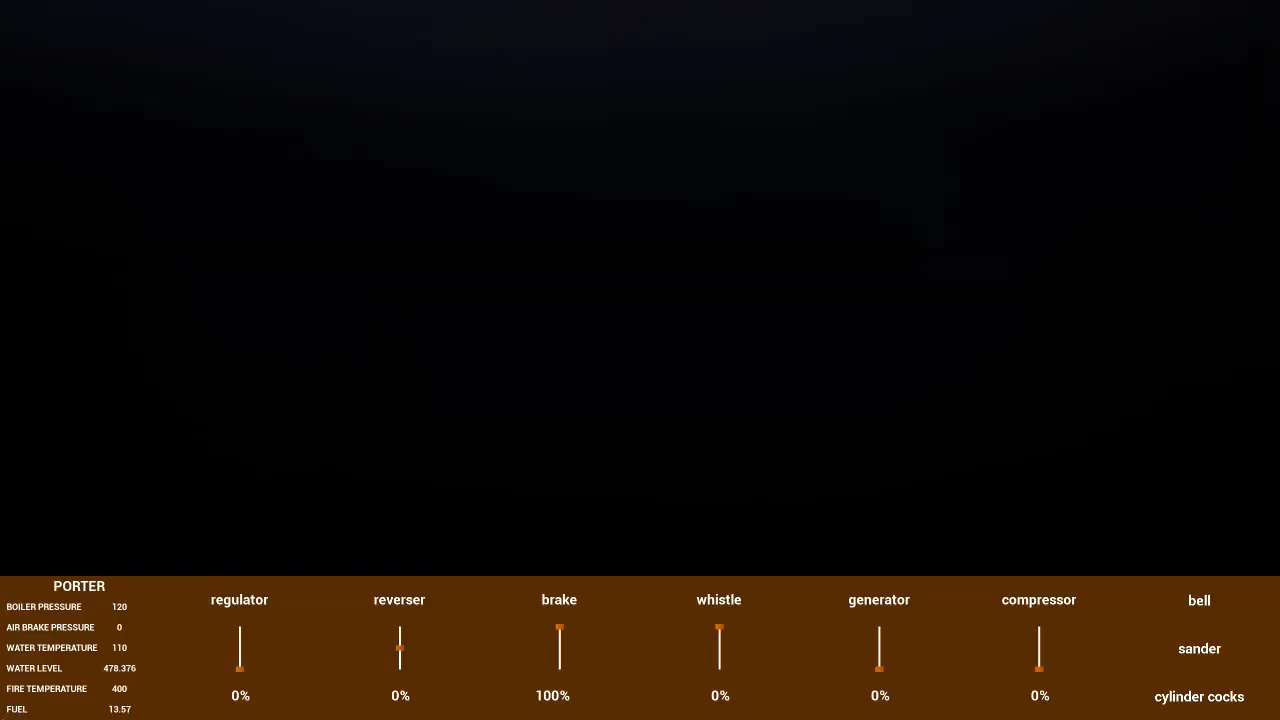 PORTER
BOILER PRESSURE 120
AIR BRAKE PRESSURE 0
WATER TEMPERATURE 110
WATER LEVEL 478.376
FIRE TEMPERATURE 400
FUEL 13.57
regulator
0%
reverser
0%
brake
100%
whistle
0%
generator
0%
compressor
0%
bell
sander
cylinder cocks